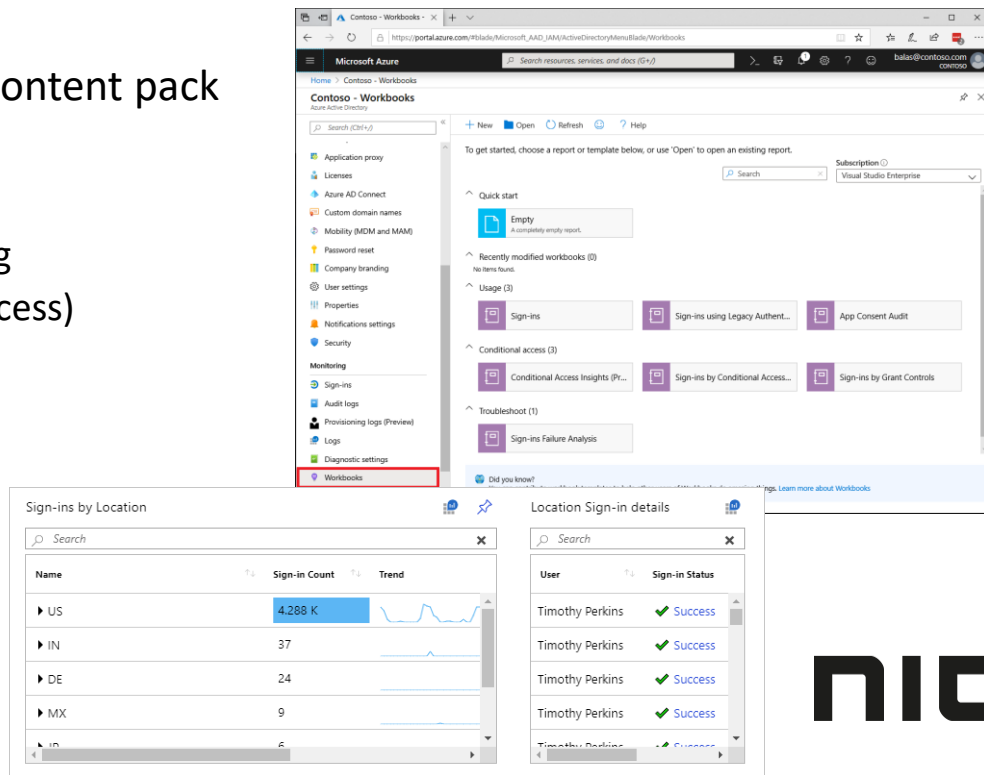 ontent pack
g
cess)
Contoso - Workbooks -
https://portal.azure.com/#blade/Microsoft_AAD_IAM/ActiveDirectoryMenuBlade/Workbooks
Microsoft Azure
Search resources, services, and docs (G+/)
1
balas@contoso.com
CONTOSO
Home > Contoso - Workbooks
Contoso - Workbooks
Azure Active Directory
Search (Ctrl+/)
Application proxy
Licenses
Azure AD Connect
Custom domain names
Mobility (MDM and MAM)
Password reset
Company branding
User settings
Properties
Notifications settings
Security
Monitoring
Sign-ins
Audit logs
Provisioning logs (Preview)
Logs
Diagnostic settings
Workbooks
New Open Refresh ? Help
To get started, choose a report or template below, or use 'Open' to open an existing report.
Search
Subscription
Visual Studio Enterprise
Quick start
Empty
A completely empty report.
Recently modified workbooks (0)
No items found.
Usage (3)
Sign-ins
Sign-ins using Legacy Authent...
App Consent Audit
Conditional access (3)
Conditional Access Insights (Pr...
Sign-ins by Conditional Access...
Sign-ins by Grant Controls
Troubleshoot (1)
Sign-ins Failure Analysis
Did you know?
Learn more about Workbooks
Sign-ins by Location
Search
Name Sign-in Count Trend
US 4.288 K
IN 37
DE 24
MX 9
Location Sign-in details
Search
User Sign-in Status
Timothy Perkins Success
Timothy Perkins Success
Timothy Perkins Success
Timothy Perkins Success
Timothy Perkins Success